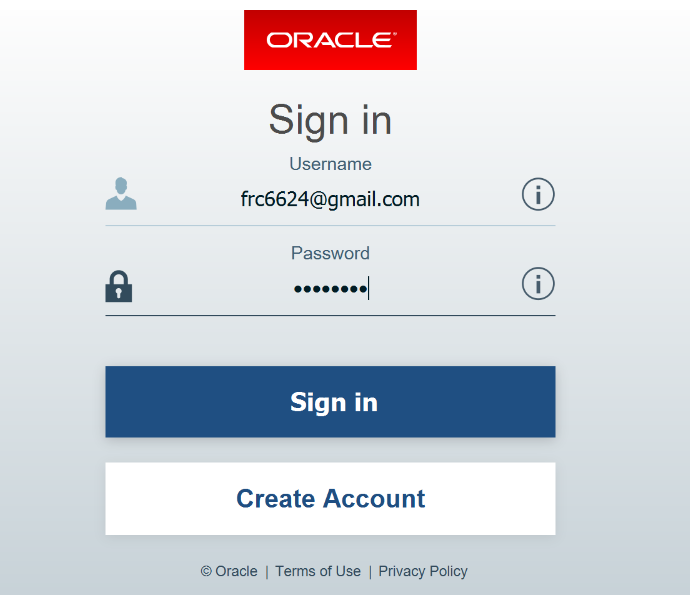 ORACLE
Sign in
Username
frc6624@gmail.com
Password
••••••••
Sign in
Create Account
© Oracle | Terms of Use | Privacy Policy